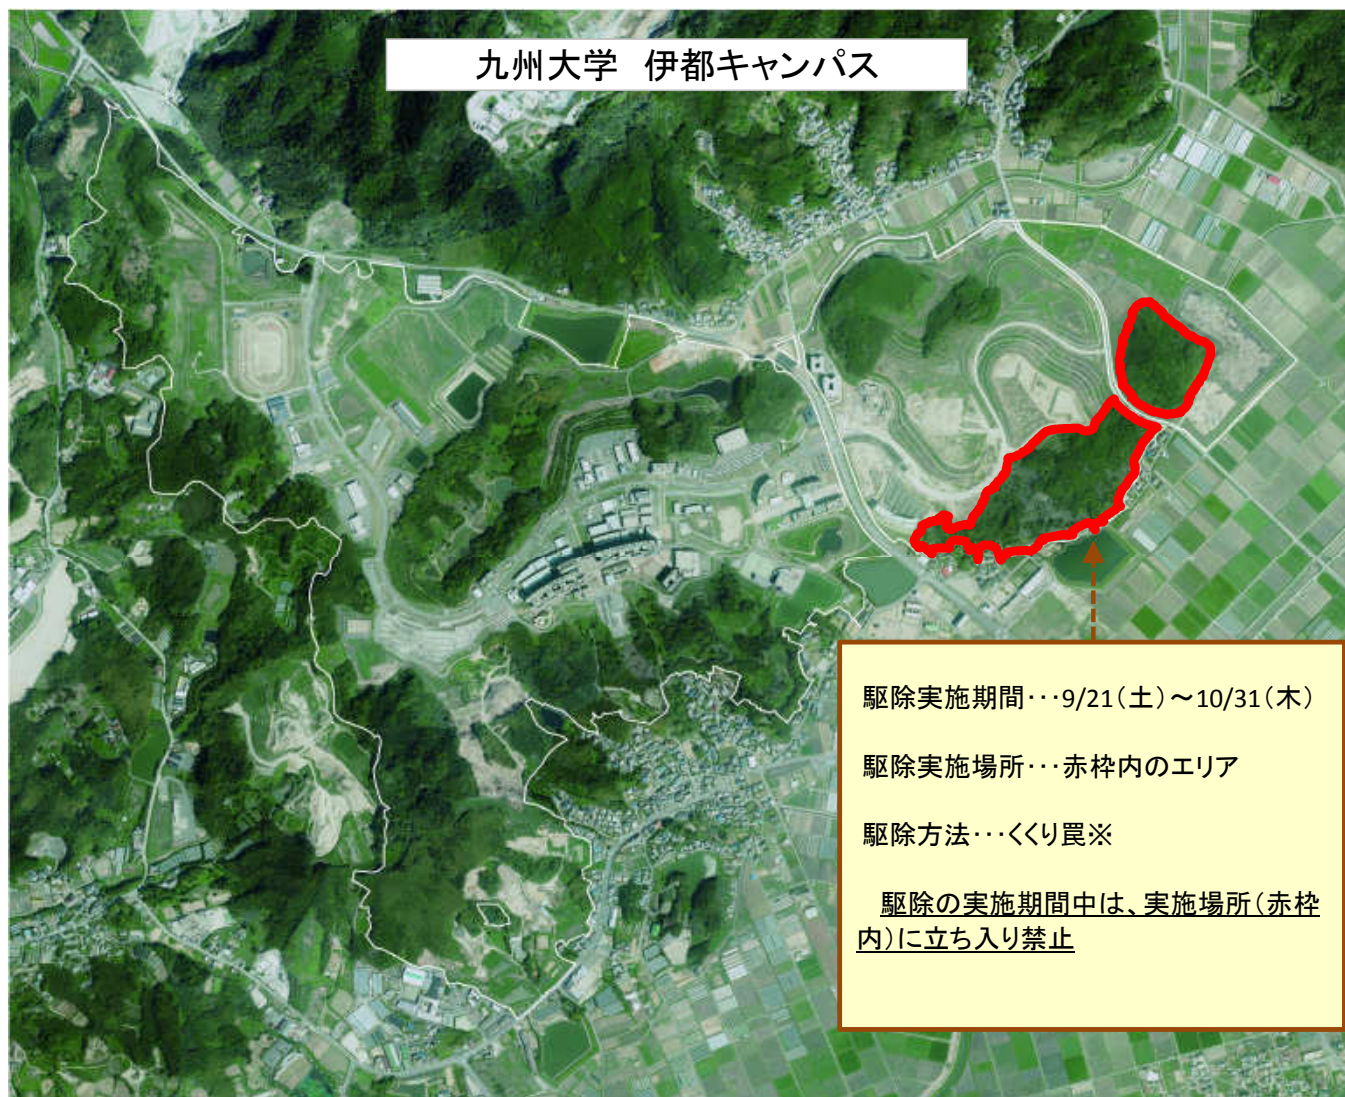 九州大学　伊都キャンパス
駆除実施期間･･･9/21(土)～10/31(木)
駆除実施場所･･･赤枠内のエリア
駆除方法･･･くくり罠※
駆除の実施期間中は、実施場所(赤枠
内)に立ち入り禁止